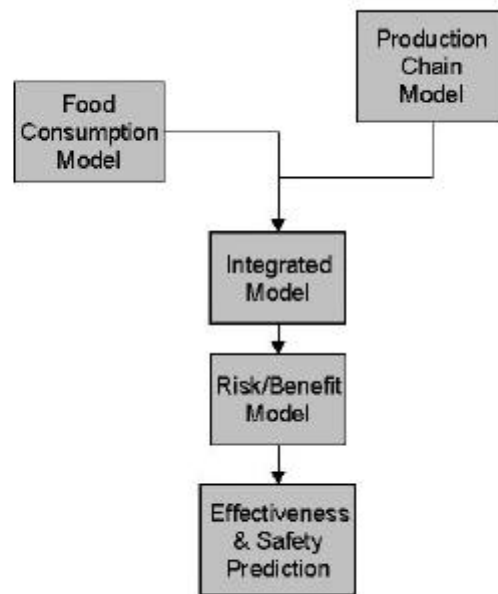 Production
Chain
Model
Food
Consumption
Model
Integrated
Model
Risk/Benefit
Model
Effectiveness
& Safety
Prediction